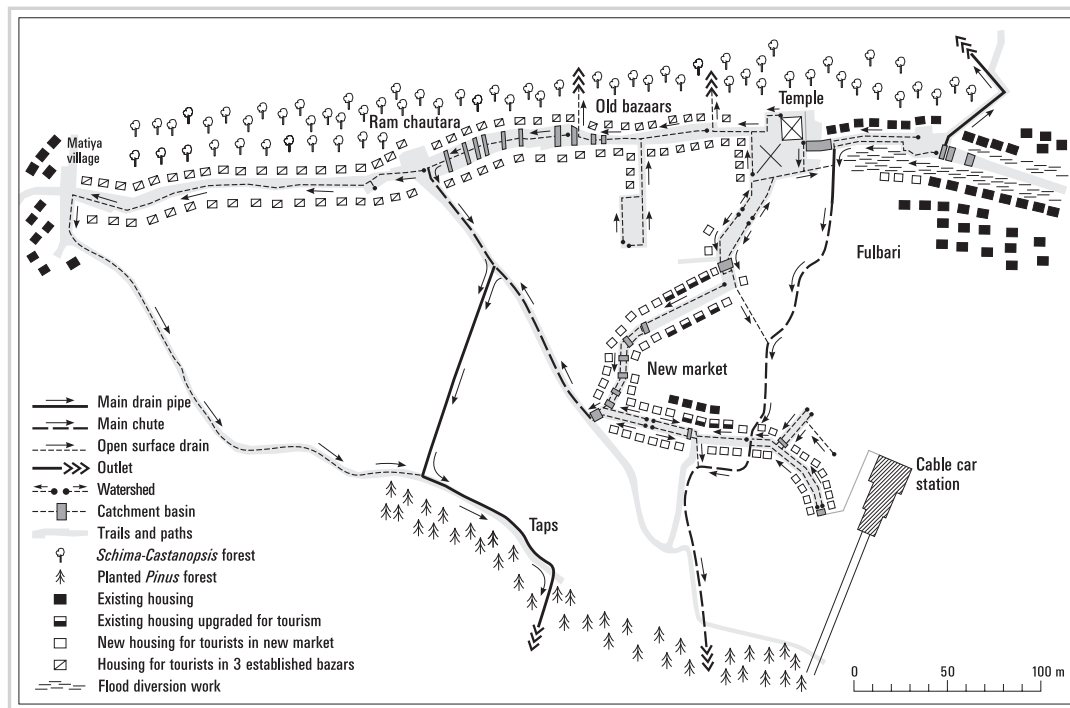 Temple
Old bazaars
Ram chautara
Matiya
village
Fulbari
New market
Cable car
station
Taps
Main drain pipe
Main chute
Open surface drain
Outlet
Watershed
Catchment basin
Trails and paths
Schima-Castanopsis forest
Planted Pinus forest
Existing housing
Existing housing upgraded for tourism
New housing for tourists in new market
Housing for tourists in 3 established bazars
Flood diversion work
0 50 100 m